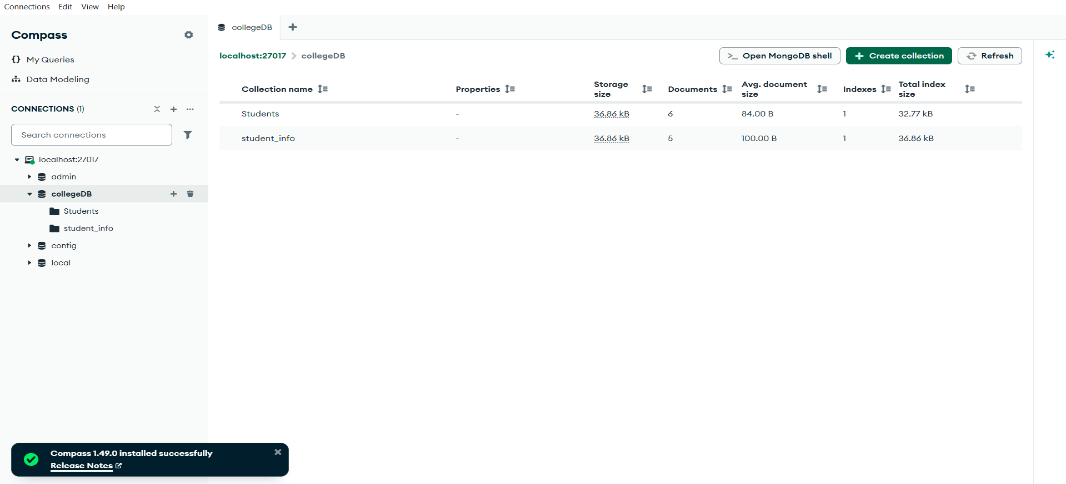 Connections Edit View Help
Compass
{} My Queries
Data Modeling
CONNECTIONS (1)
Search connections
localhost:27017
admin
collegeDB
Students
student_info
config
local
collegeDB
localhost:27017 > collegeDB
>_ Open MongoDB shell
+ Create collection
Refresh
Collection name Properties Storage size Documents Avg. document size Indexes Total index size
Students - 36.86 kB 6 84.00 B 1 32.77 kB
student_info - 36.86 kB 5 100.00 B 1 36.86 kB
Compass 1.49.0 installed successfully
Release Notes